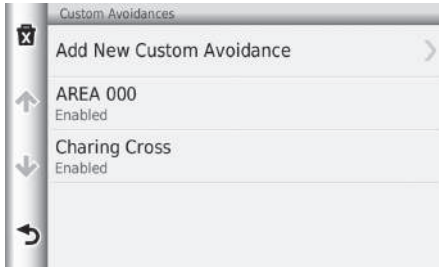 Custom Avoidances
Add New Custom Avoidance
AREA 000
Enabled
Charing Cross
Enabled